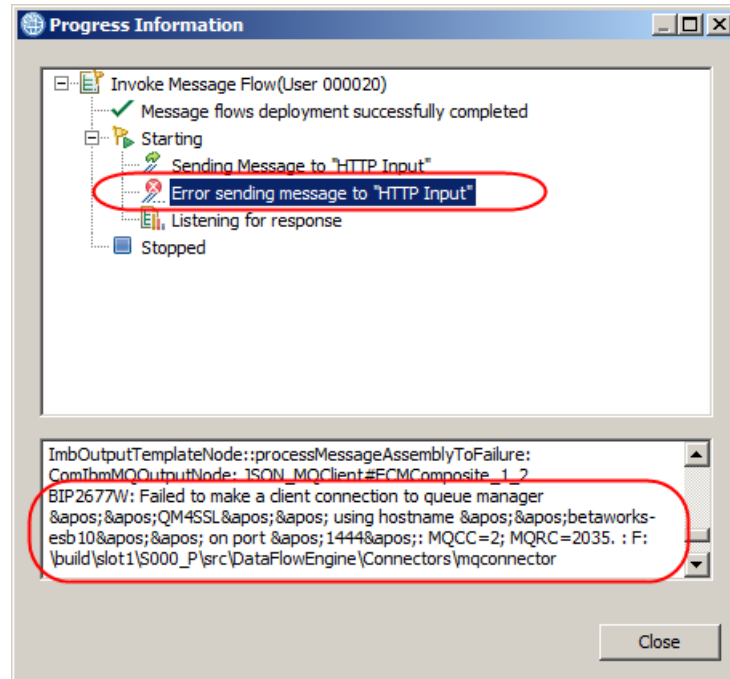 Progress Information
Invoke Message Flow(User 000020)
Message flows deployment successfully completed
Starting
Sending Message to "HTTP Input"
Error sending message to "HTTP Input"
Listening for response
Stopped
ImbOutputTemplateNode::processMessageAssemblyToFailure:
ComIbmMQOutputNode: JSON_MQClient#FCMComposite_1_2
BIP2677W: Failed to make a client connection to queue manager
&apos;&apos;QM4SSL&apos;&apos; using hostname &apos;&apos;betaworks-
esb10&apos;&apos; on port &apos;1444&apos;: MQCC=2; MQRC=2035. : F:
\build\slot1\S000_P\src\DataFlowEngine\Connectors\mqconnector
Close